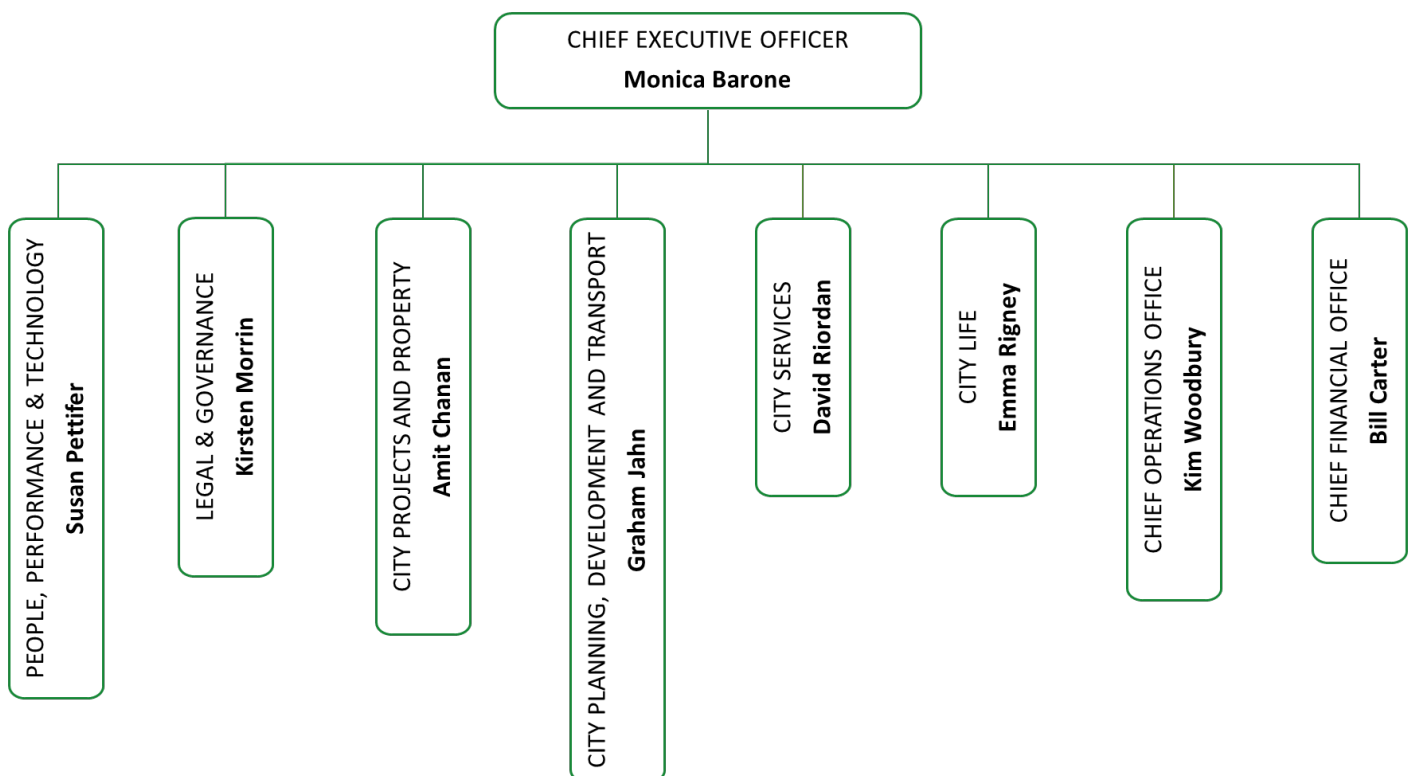 CHIEF EXECUTIVE OFFICER
Monica Barone
PEOPLE, PERFORMANCE & TECHNOLOGY
Susan Pettifer
LEGAL & GOVERNANCE
Kirsten Morrin
CITY PROJECTS AND PROPERTY
Amit Chanan
CITY PLANNING, DEVELOPMENT AND TRANSPORT
Graham Jahn
CITY SERVICES
David Riordan
CITY LIFE
Emma Rigney
CHIEF OPERATIONS OFFICE
Kim Woodbury
CHIEF FINANCIAL OFFICE
Bill Carter